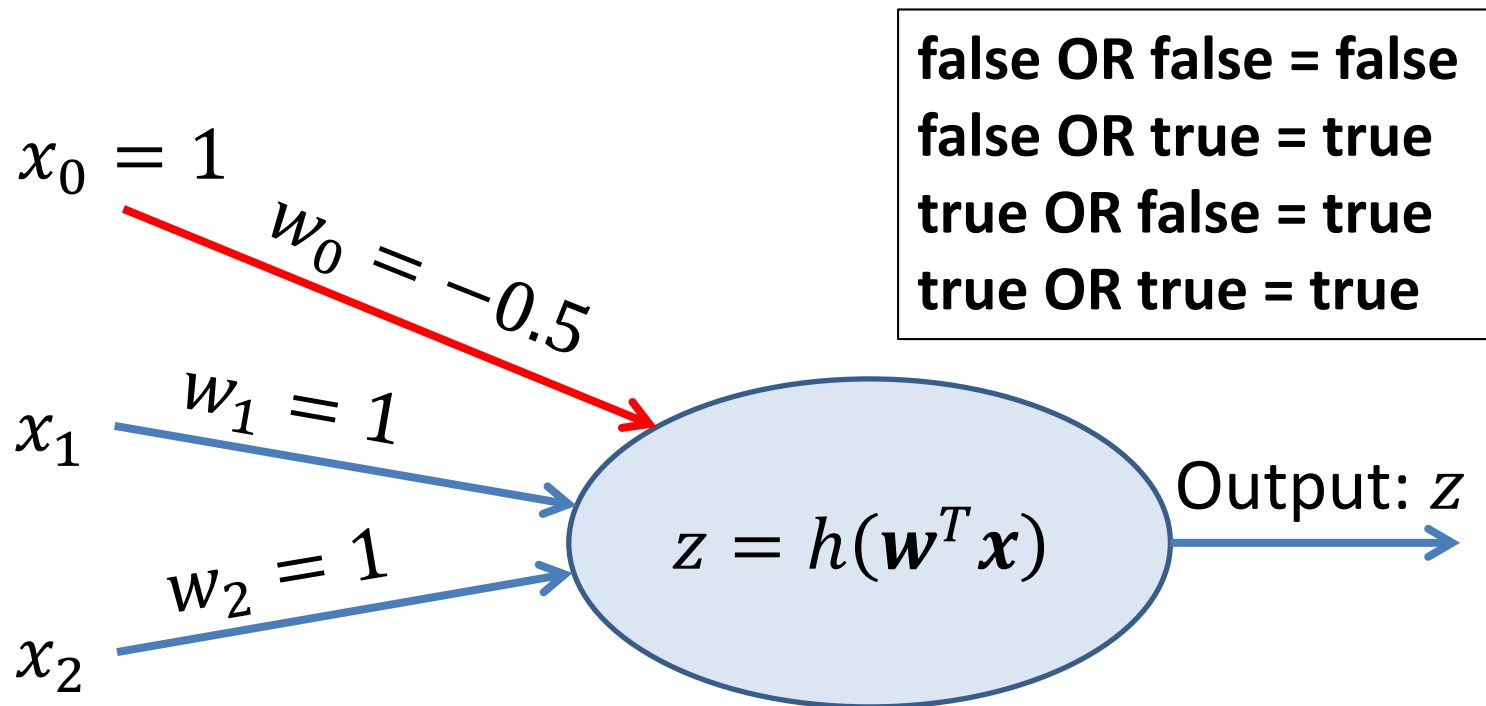 false OR false = false
false OR true = true
true OR false = true
true OR true = true
x₀ = 1
w₀ = −0.5
w₁ = 1
x₁
w₂ = 1
x₂
z = h(wᵀx)
Output: z